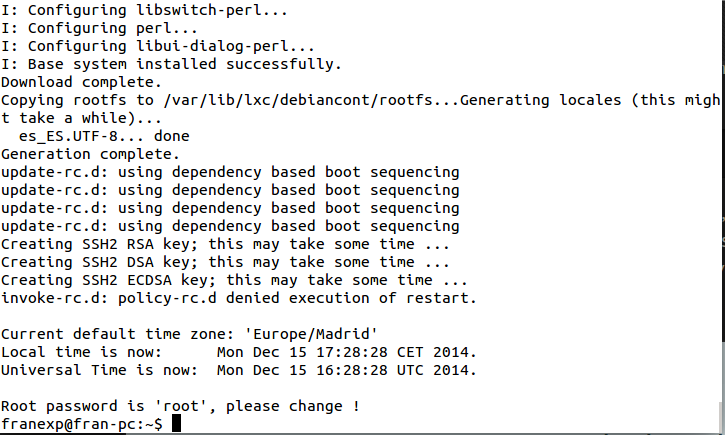 I: Configuring libswitch-perl...
I: Configuring perl...
I: Configuring libui-dialog-perl...
I: Base system installed successfully.
Download complete.
Copying rootfs to /var/lib/lxc/debiancont/rootfs...Generating locales (this migh
t take a while)...
  es_ES.UTF-8... done
Generation complete.
update-rc.d: using dependency based boot sequencing
update-rc.d: using dependency based boot sequencing
update-rc.d: using dependency based boot sequencing
update-rc.d: using dependency based boot sequencing
Creating SSH2 RSA key; this may take some time ...
Creating SSH2 DSA key; this may take some time ...
Creating SSH2 ECDSA key; this may take some time ...
invoke-rc.d: policy-rc.d denied execution of restart.

Current default time zone: 'Europe/Madrid'
Local time is now:      Mon Dec 15 17:28:28 CET 2014.
Universal Time is now:  Mon Dec 15 16:28:28 UTC 2014.

Root password is 'root', please change !
franexp@fran-pc:~$